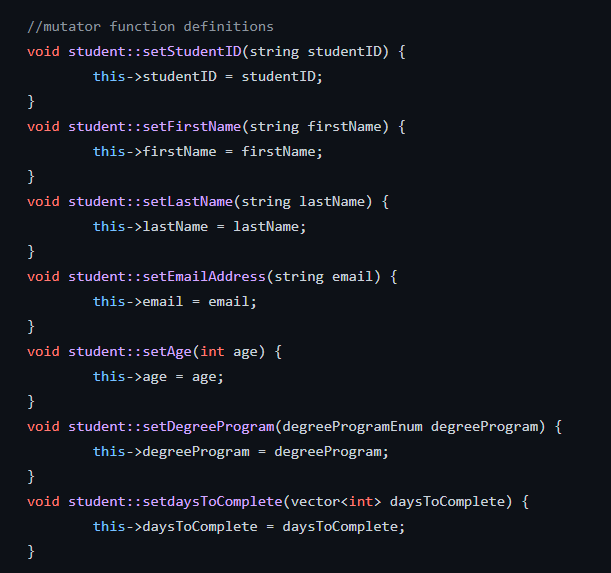 //mutator function definitions
void student::setStudentID(string studentID) {
        this->studentID = studentID;
}
void student::setFirstName(string firstName) {
        this->firstName = firstName;
}
void student::setLastName(string lastName) {
        this->lastName = lastName;
}
void student::setEmailAddress(string email) {
        this->email = email;
}
void student::setAge(int age) {
        this->age = age;
}
void student::setDegreeProgram(degreeProgramEnum degreeProgram) {
        this->degreeProgram = degreeProgram;
}
void student::setdaysToComplete(vector<int> daysToComplete) {
        this->daysToComplete = daysToComplete;
}